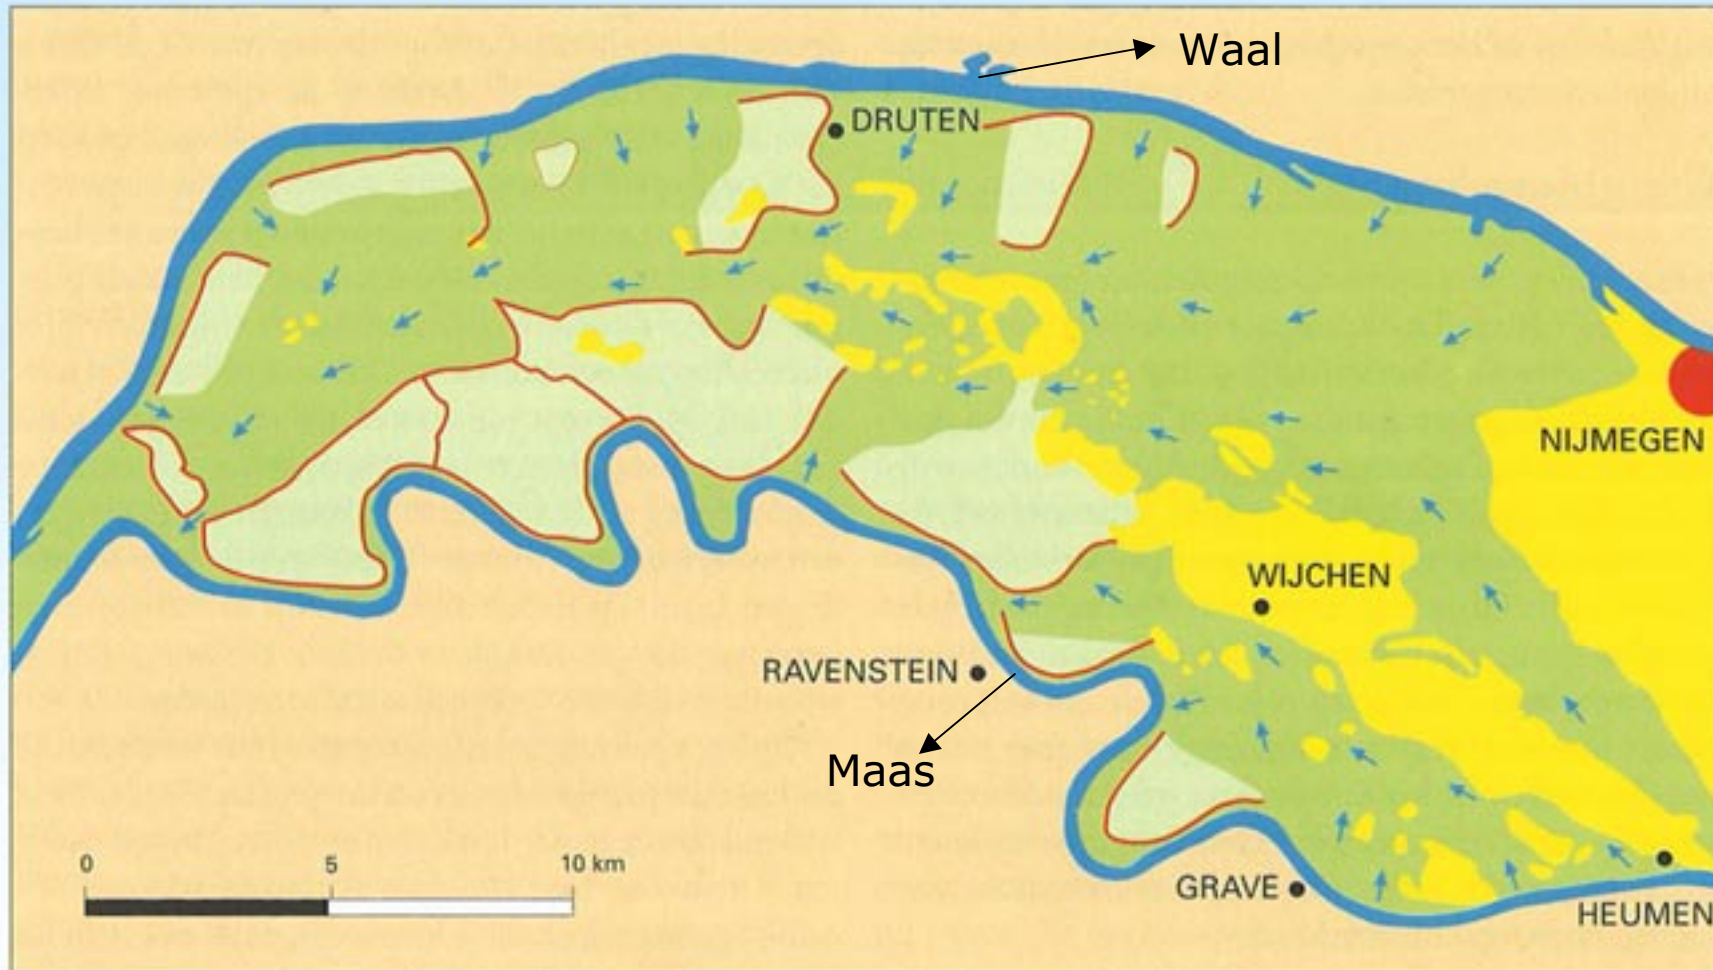 Waal
DRUTEN
NIJMEGEN
WIJCHEN
RAVENSTEIN
Maas
0 5 10 km
GRAVE
HEUMEN